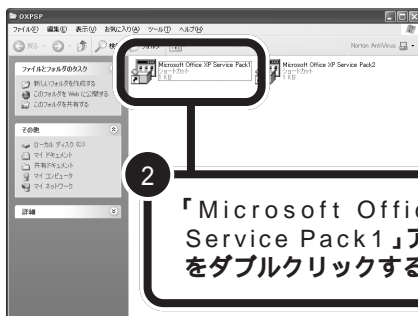 OXPSP
ファイル(F) 編集(E) 表示(V) お気に入り(A) ツール(T) ヘルプ(H)
戻る
フォルダ
Norton AntiVirus
ファイルとフォルダのタスク
新しいフォルダを作成する
このフォルダを Web に公開する
このフォルダを共有する
Microsoft Office XP Service Pack1
ショートカット
1 KB
Microsoft Office XP Service Pack2
ショートカット
1 KB
その他
ローカル ディスク (C:)
マイ ドキュメント
共有ドキュメント
マイ コンピュータ
マイ ネットワーク
詳細
2
「Microsoft Offic
Service Pack1」ア
をダブルクリックする